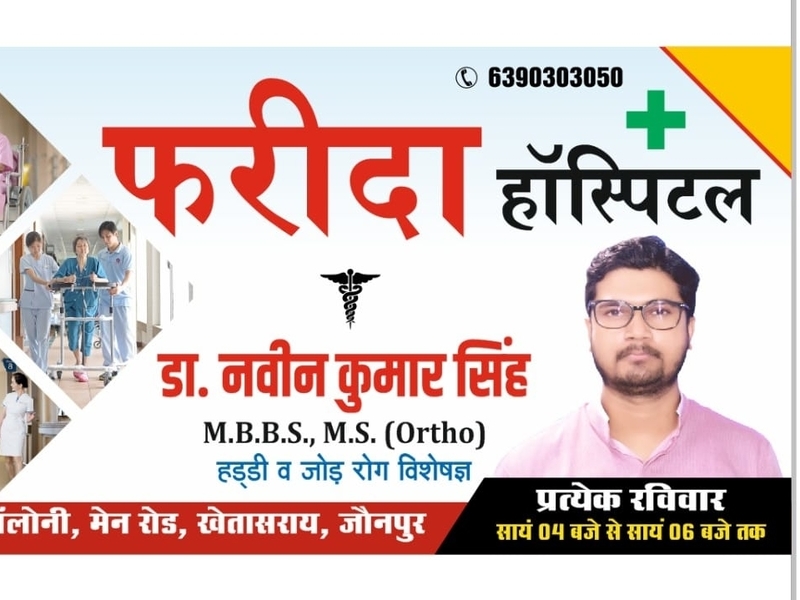 6390303050
फरीदा
हॉस्पिटल
डा. नवीन कुमार सिंह
M.B.B.S., M.S. (Ortho)
हड्डी व जोड़ रोग विशेषज्ञ
मेन रोड, खेतासराय, जौनपुर
प्रत्येक रविवार
सायं 04 बजे से सायं 06 बजे तक